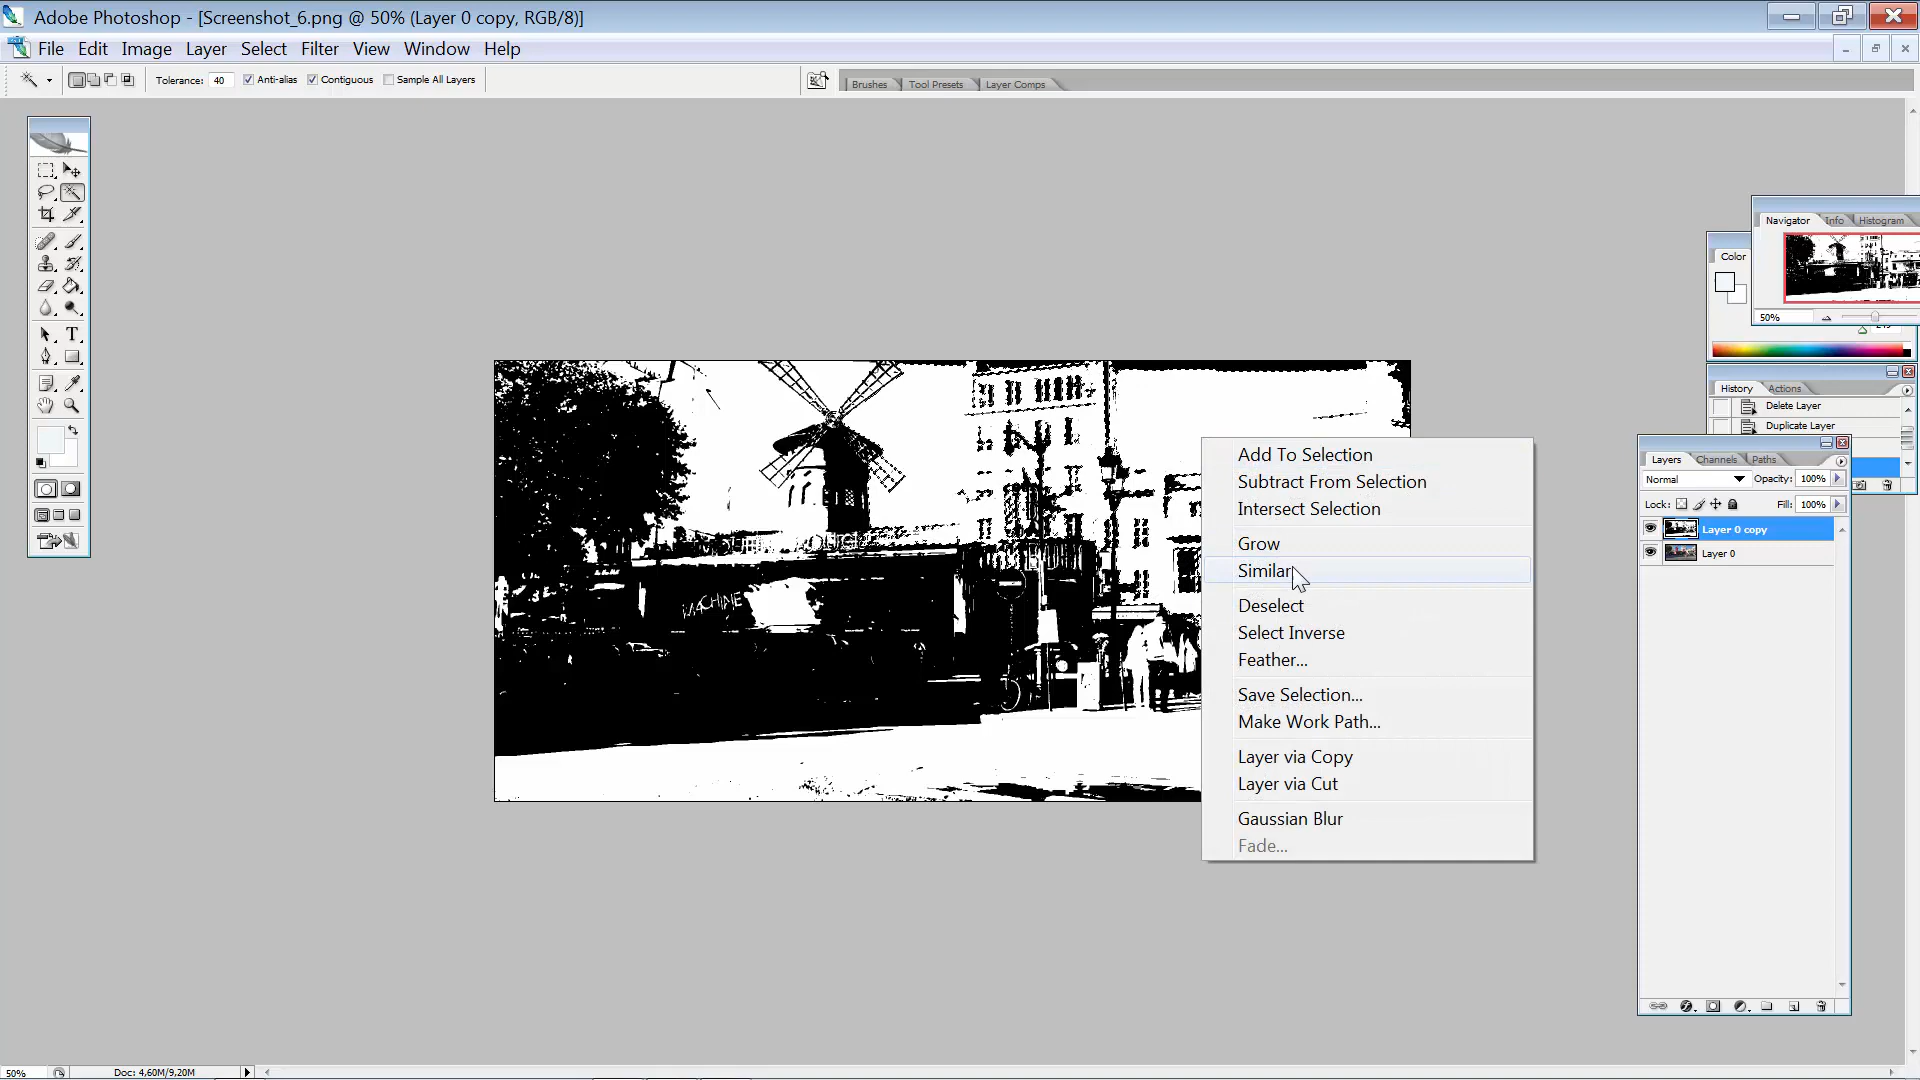 Adobe Photoshop - [Screenshot_6.png @ 50% (Layer 0 copy, RGB/8)]
File Edit Image Layer Select Filter View Window Help
Tolerance: 40 Anti-alias Contiguous Sample All Layers Brushes Tool Presets Layer Comps
Navigator Info Histogram
Color
50%
History Actions
Delete Layer
Duplicate Layer
Layers Channels Paths
Normal Opacity: 100%
Lock: Fill: 100%
Layer 0 copy
Layer 0
MACHINE
Add To Selection
Subtract From Selection
Intersect Selection
Grow
Similar
Deselect
Select Inverse
Feather...
Save Selection...
Make Work Path...
Layer via Copy
Layer via Cut
Gaussian Blur
Fade...
50% Doc: 4,60M/9,20M